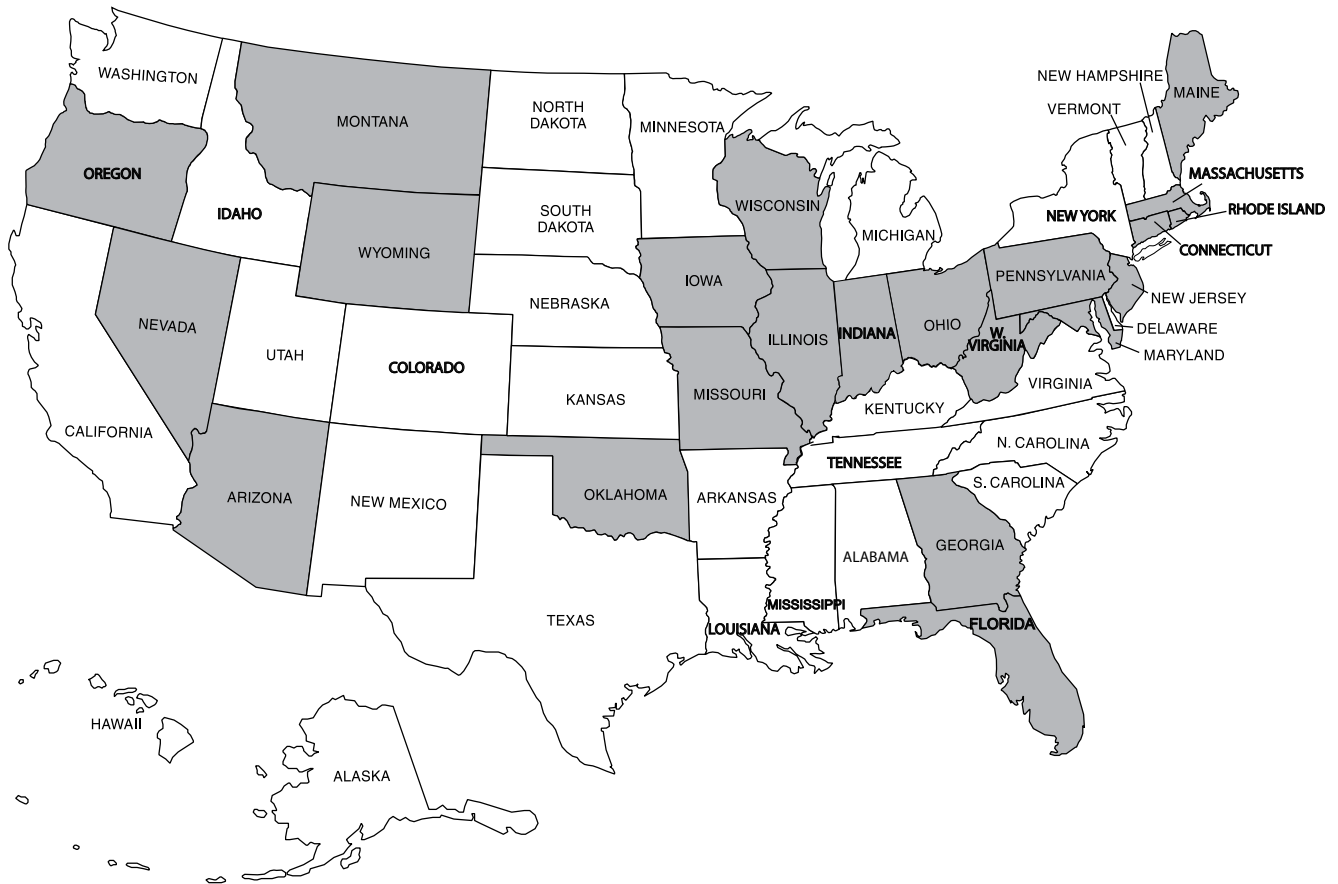 WASHINGTON
MONTANA
NORTH
DAKOTA
MINNESOTA
NEW HAMPSHIRE
VERMONT
MAINE
OREGON
IDAHO
WYOMING
SOUTH
DAKOTA
WISCONSIN
MICHIGAN
NEW YORK
MASSACHUSETTS
RHODE ISLAND
CONNECTICUT
NEVADA
UTAH
COLORADO
NEBRASKA
IOWA
ILLINOIS
INDIANA
OHIO
PENNSYLVANIA
NEW JERSEY
DELAWARE
MARYLAND
W.
VIRGINIA
VIRGINIA
CALIFORNIA
KANSAS
MISSOURI
KENTUCKY
ARIZONA
NEW MEXICO
OKLAHOMA
ARKANSAS
TENNESSEE
N. CAROLINA
S. CAROLINA
TEXAS
LOUISIANA
MISSISSIPPI
ALABAMA
GEORGIA
FLORIDA
HAWAII
ALASKA